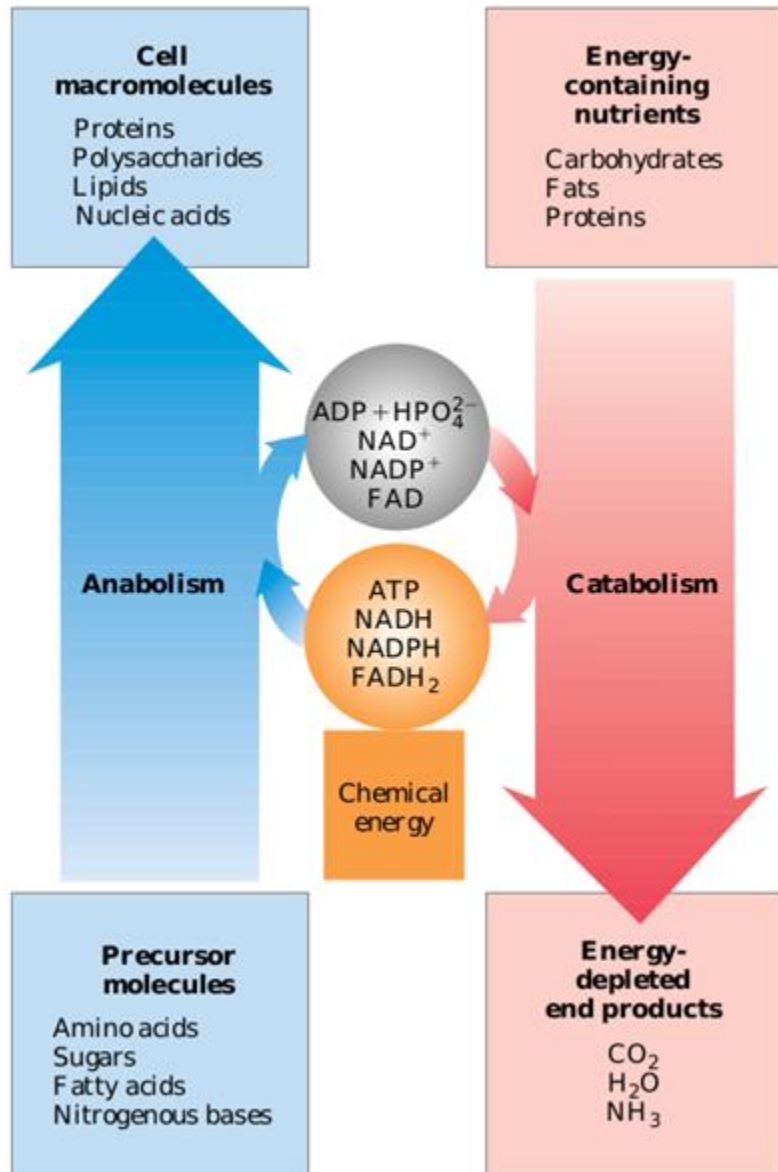 Cell
macromolecules
Proteins
Polysaccharides
Lipids
Nucleic acids
Energy-
containing
nutrients
Carbohydrates
Fats
Proteins
ADP + HPO₄²⁻
NAD⁺
NADP⁺
FAD
Anabolism
ATP
NADH
NADPH
FADH₂
Catabolism
Chemical
energy
Precursor
molecules
Amino acids
Sugars
Fatty acids
Nitrogenous bases
Energy-
depleted
end products
CO₂
H₂O
NH₃